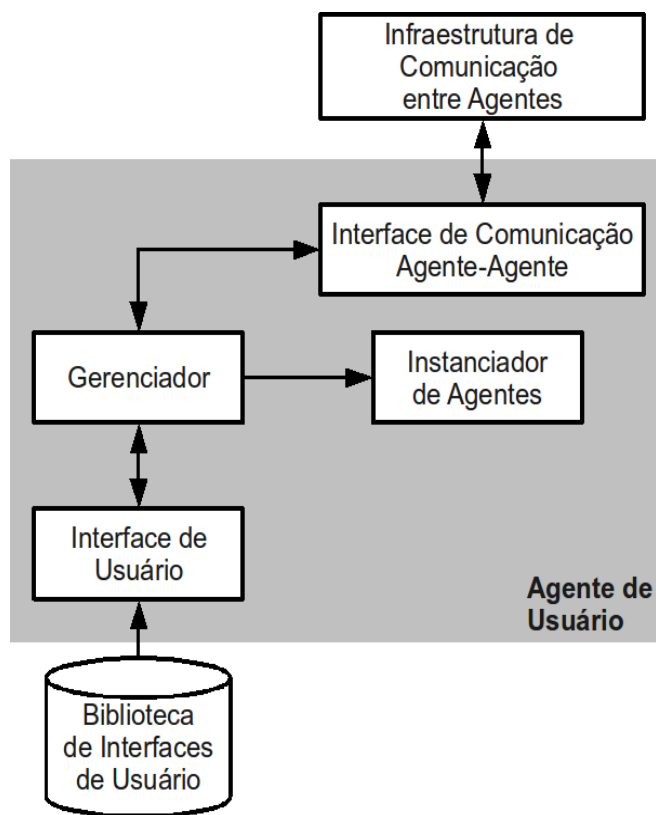 Infraestrutura de
Comunicação
entre Agentes
Interface de Comunicação
Agente-Agente
Gerenciador
Instanciador
de Agentes
Interface de
Usuário
Agente de
Usuário
Biblioteca
de Interfaces
de Usuário